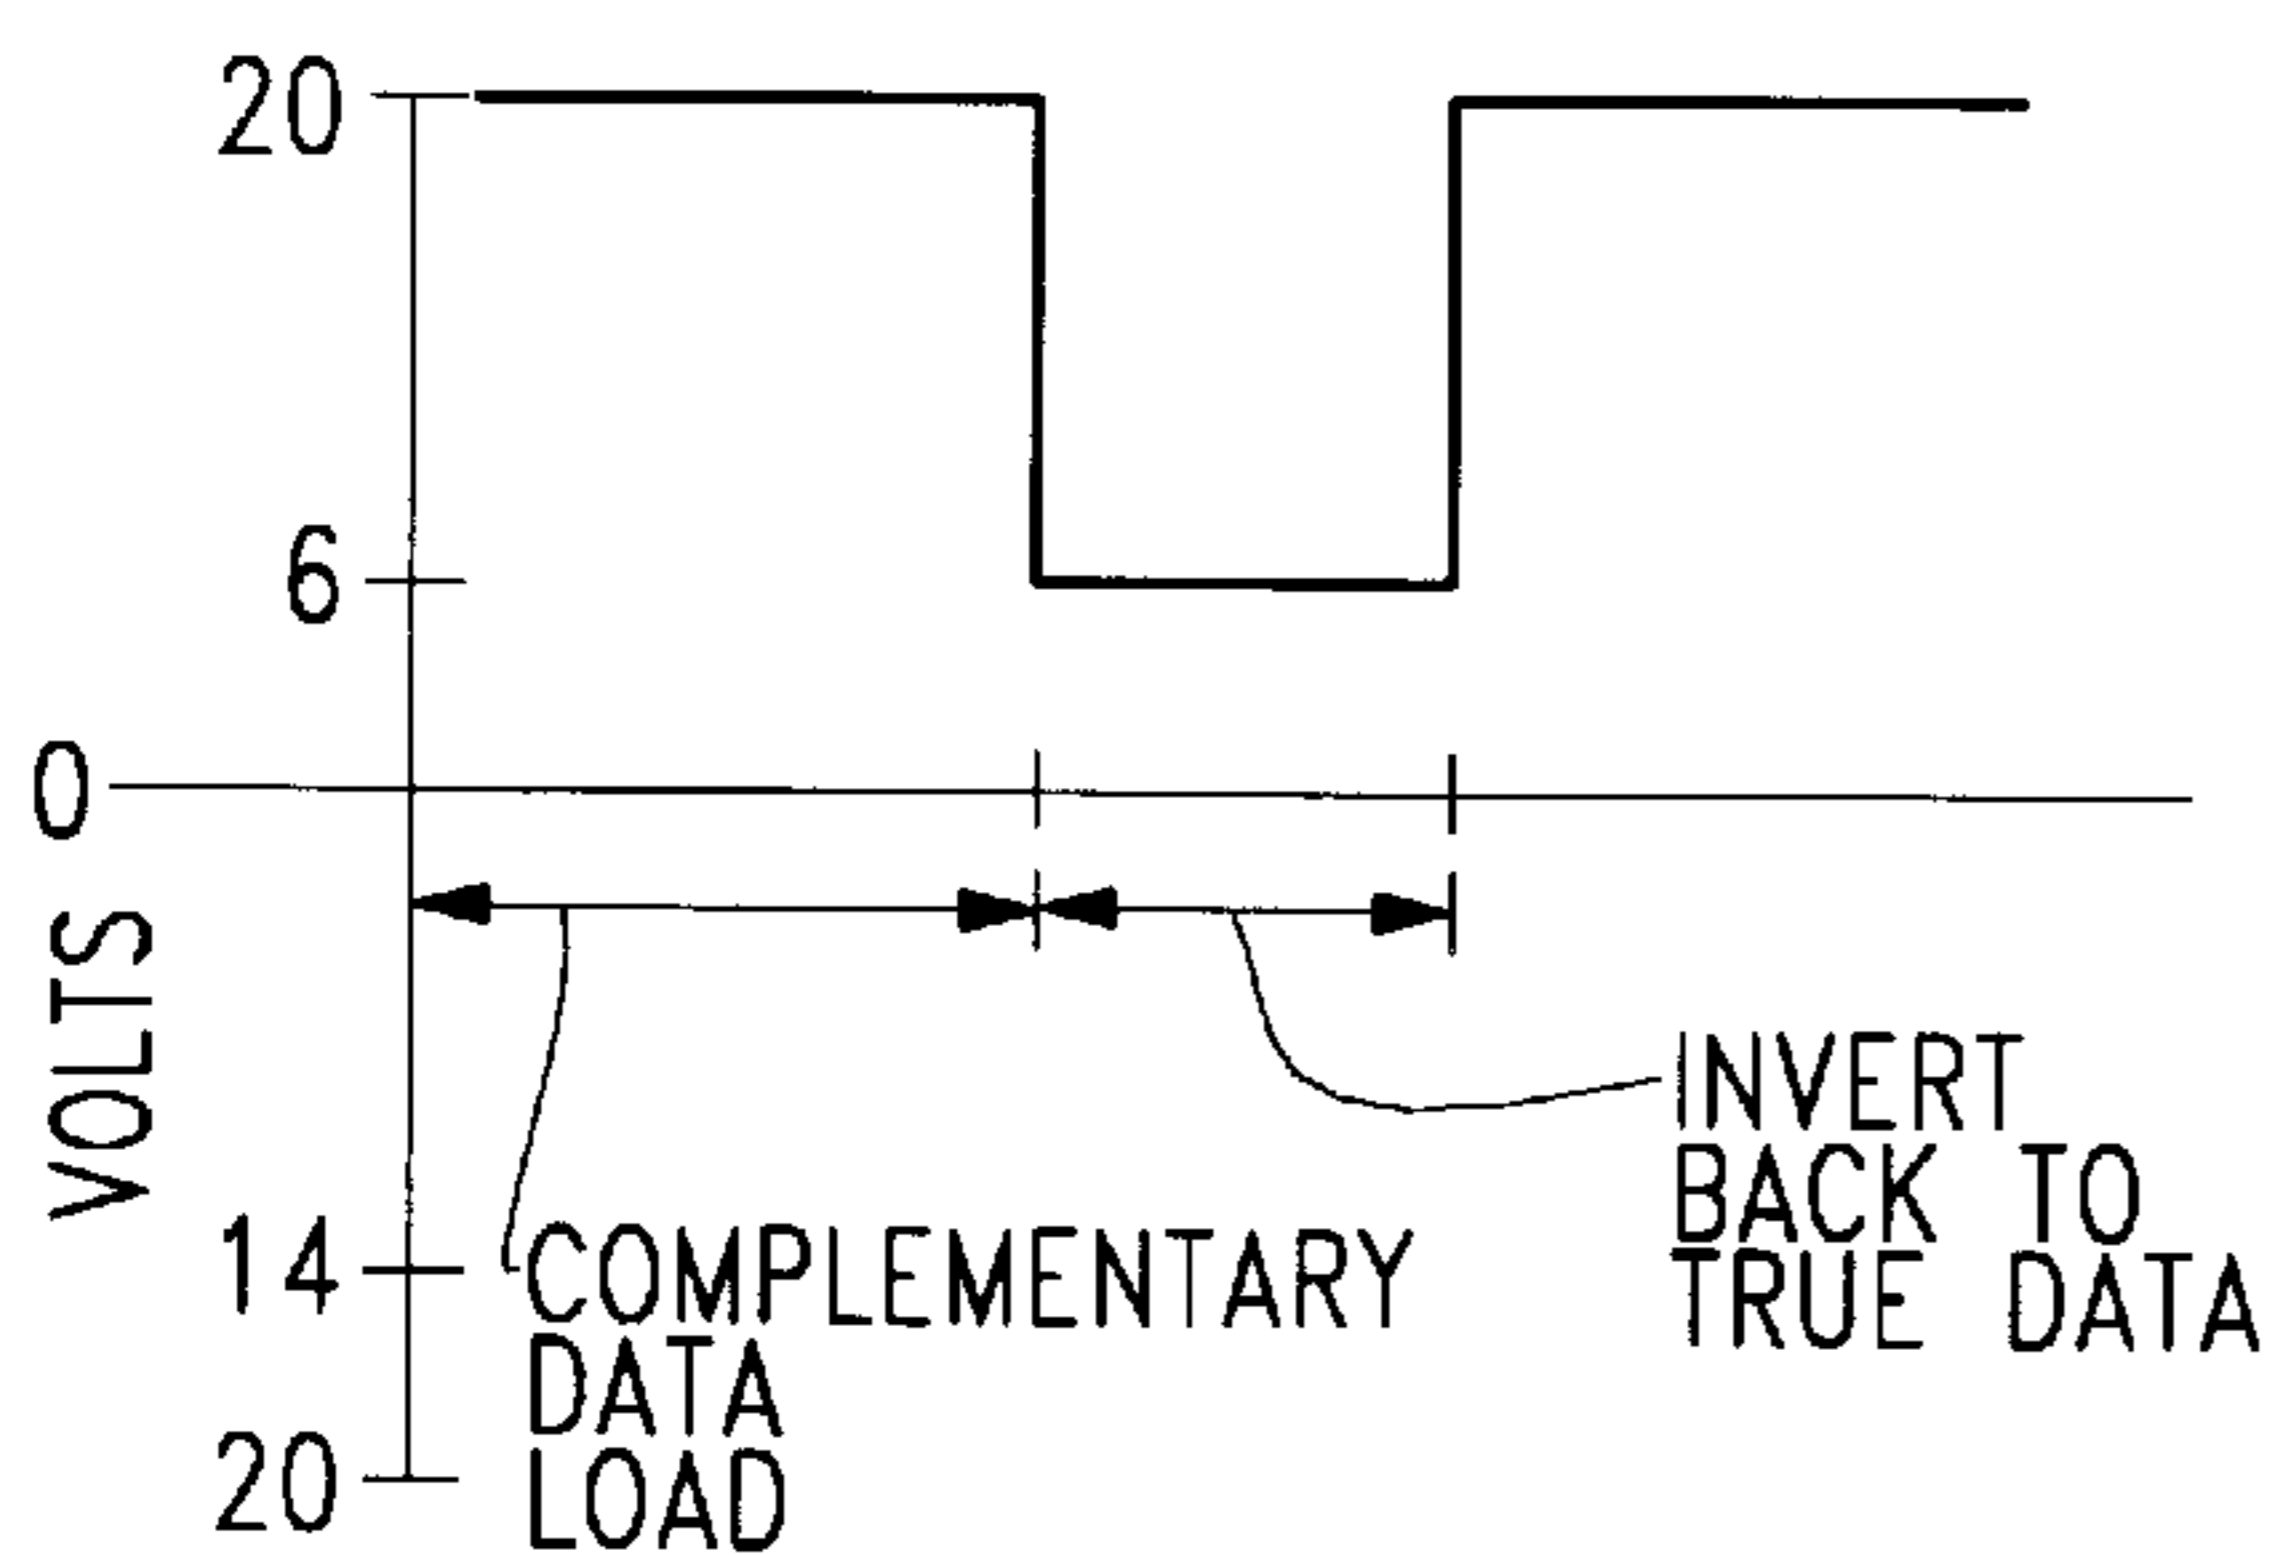 20
6
0
VOLTS
14
20
COMPLEMENTARY
DATA
LOAD
INVERT
BACK TO
TRUE DATA